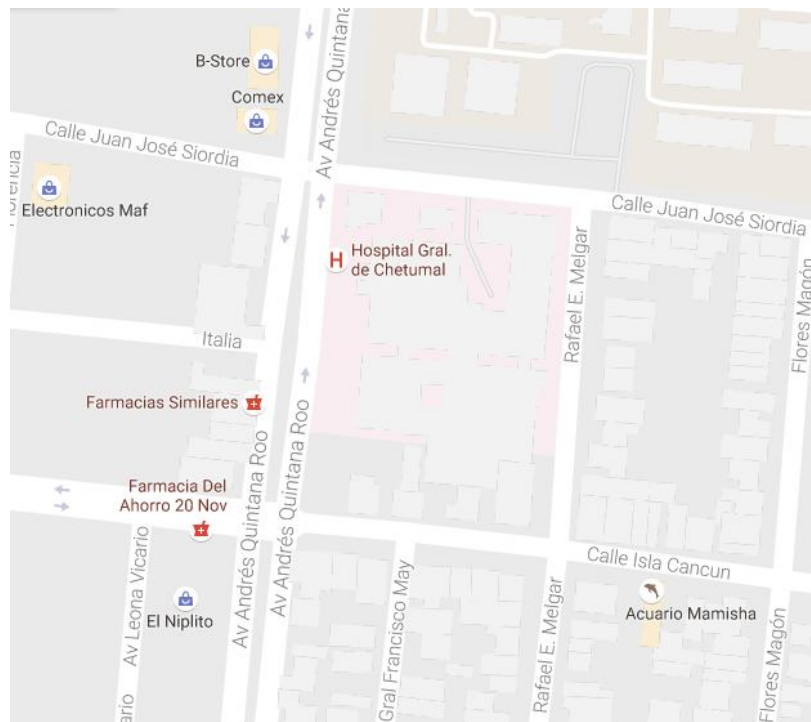 B-Store
Comex
Av Andrés Quintana
Calle Juan José Siordia
Electronicos Maf
Hospital Gral.
de Chetumal
Calle Juan José Siordia
Rafael E. Melgar
Flores Magón
Italia
Farmacias Similares
Av Andrés Quintana Roo
Av Andrés Quintana Roo
Farmacia Del
Ahorro 20 Nov
Av Leona Vicario
El Niplito
Gral Francisco May
Rafael E. Melgar
Calle Isla Cancun
Acuario Mamisha
Flores Magón